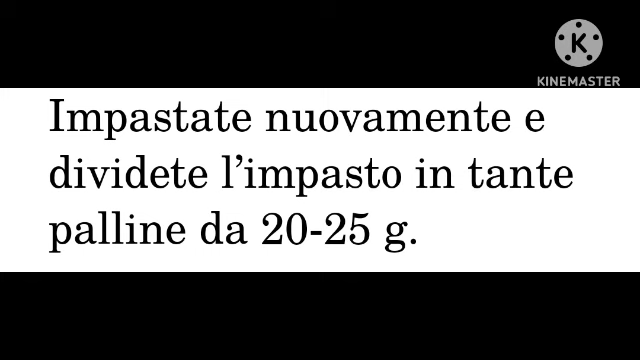 KINEMASTER
Impastate nuovamente e
dividete l’impasto in tante
palline da 20-25 g.